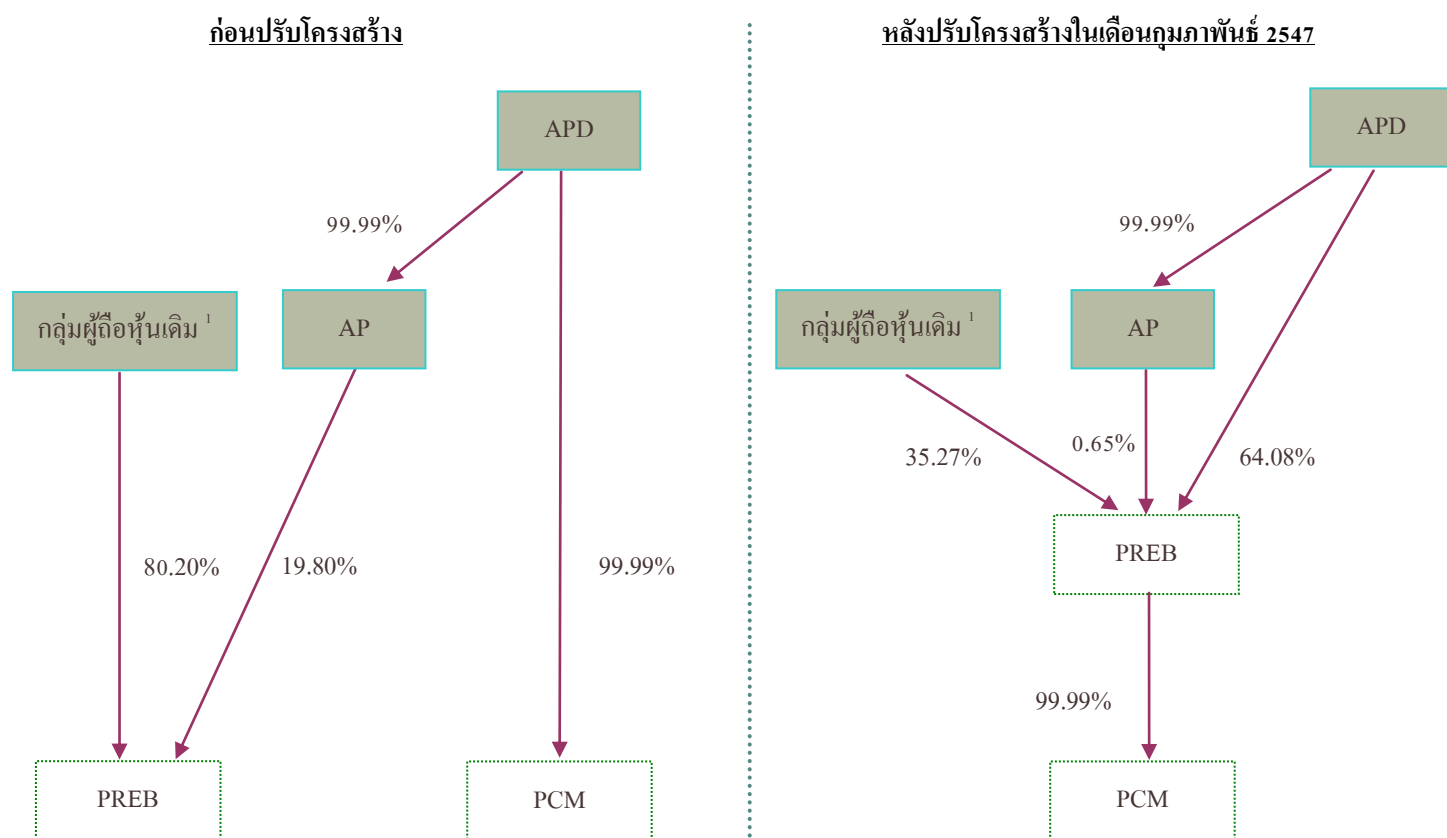 ก่อนปรับโครงสร้าง
APD
99.99%
กลุ่มผู้ถือหุ้นเดิม 1
AP
80.20%
19.80%
99.99%
PREB
PCM
หลังปรับโครงสร้างในเดือนกุมภาพันธ์ 2547
APD
99.99%
กลุ่มผู้ถือหุ้นเดิม 1
AP
35.27%
0.65%
64.08%
PREB
99.99%
PCM